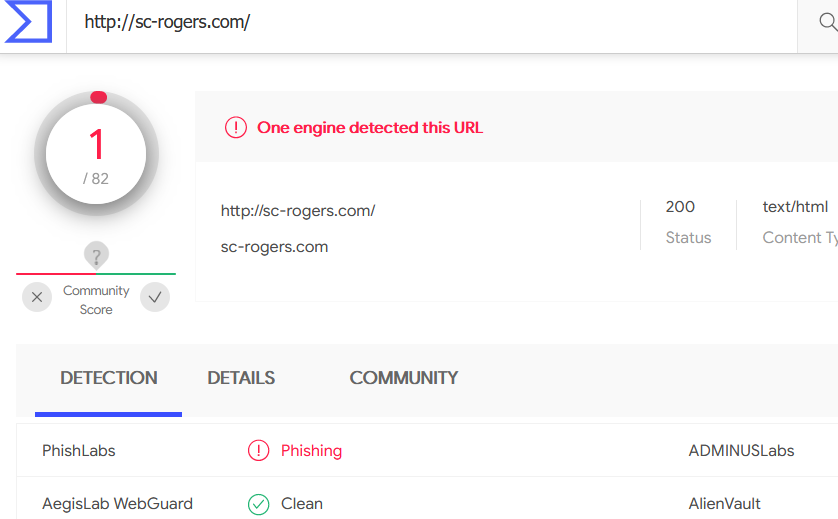 http://sc-rogers.com/
1
/ 82
One engine detected this URL
http://sc-rogers.com/
sc-rogers.com
200
Status
text/html
Content Ty
?
Community
Score
DETECTION DETAILS COMMUNITY
PhishLabs Phishing ADMINUSLabs
AegisLab WebGuard Clean AlienVault